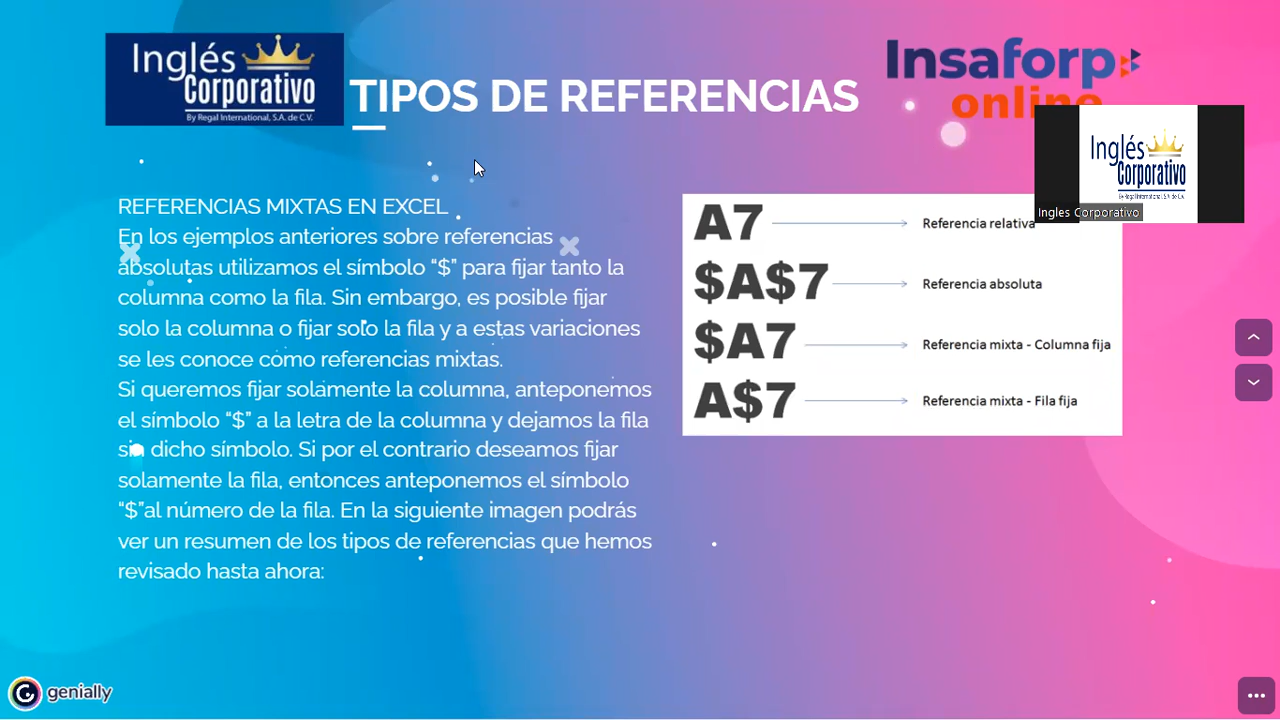 Inglés
Corporativo
By Regal International, S.A. de C.V.
TIPOS DE REFERENCIAS
Insaforp
online
Inglés
Corporativo
By Regal International, S.A. de C.V.
Ingles Corporativo
REFERENCIAS MIXTAS EN EXCEL
En los ejemplos anteriores sobre referencias
absolutas utilizamos el símbolo “$” para fijar tanto la
columna como la fila. Sin embargo, es posible fijar
solo la columna o fijar solo la fila y a estas variaciones
se les conoce como referencias mixtas.
Si queremos fijar solamente la columna, anteponemos
el símbolo “$” a la letra de la columna y dejamos la fila
sin dicho símbolo. Si por el contrario deseamos fijar
solamente la fila, entonces anteponemos el símbolo
“$”al número de la fila. En la siguiente imagen podrás
ver un resumen de los tipos de referencias que hemos
revisado hasta ahora:
A7 Referencia relativa
$A$7 Referencia absoluta
$A7 Referencia mixta - Columna fija
A$7 Referencia mixta - Fila fija
genially